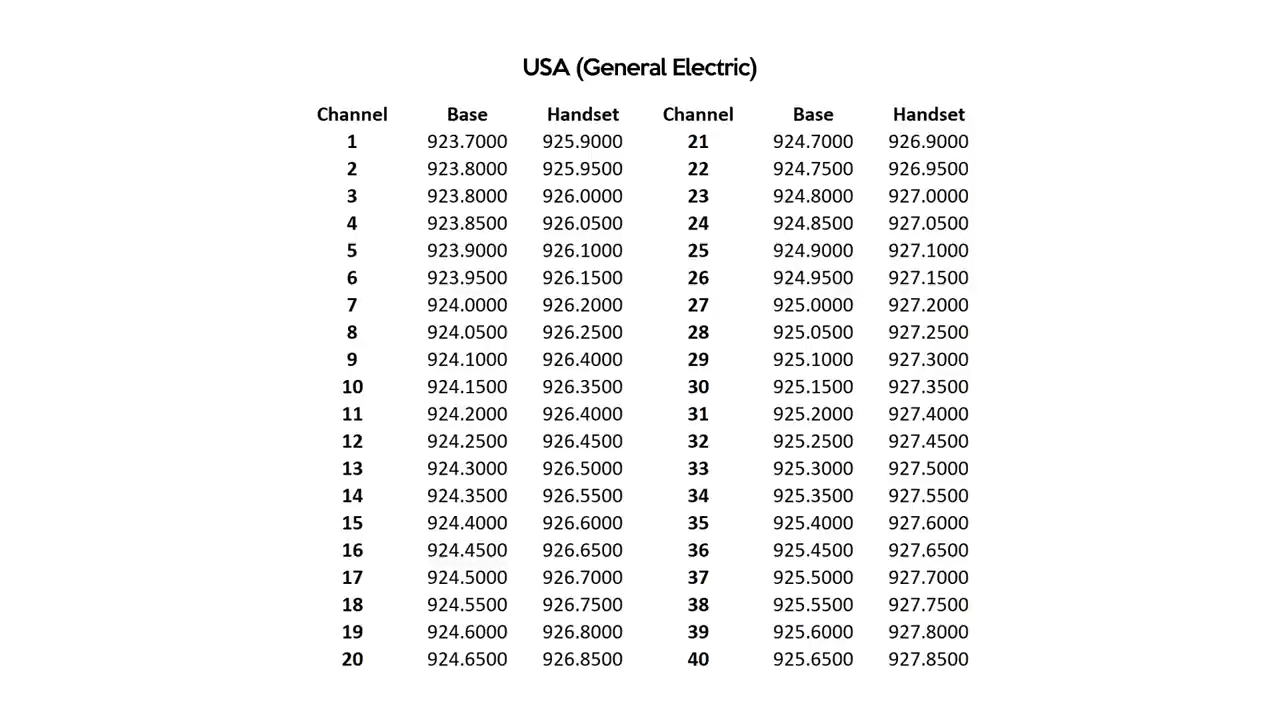 USA (General Electric)
Channel Base Handset Channel Base Handset
1 923.7000 925.9000 21 924.7000 926.9000
2 923.8000 925.9500 22 924.7500 926.9500
3 923.8000 926.0000 23 924.8000 927.0000
4 923.8500 926.0500 24 924.8500 927.0500
5 923.9000 926.1000 25 924.9000 927.1000
6 923.9500 926.1500 26 924.9500 927.1500
7 924.0000 926.2000 27 925.0000 927.2000
8 924.0500 926.2500 28 925.0500 927.2500
9 924.1000 926.4000 29 925.1000 927.3000
10 924.1500 926.3500 30 925.1500 927.3500
11 924.2000 926.4000 31 925.2000 927.4000
12 924.2500 926.4500 32 925.2500 927.4500
13 924.3000 926.5000 33 925.3000 927.5000
14 924.3500 926.5500 34 925.3500 927.5500
15 924.4000 926.6000 35 925.4000 927.6000
16 924.4500 926.6500 36 925.4500 927.6500
17 924.5000 926.7000 37 925.5000 927.7000
18 924.5500 926.7500 38 925.5500 927.7500
19 924.6000 926.8000 39 925.6000 927.8000
20 924.6500 926.8500 40 925.6500 927.8500